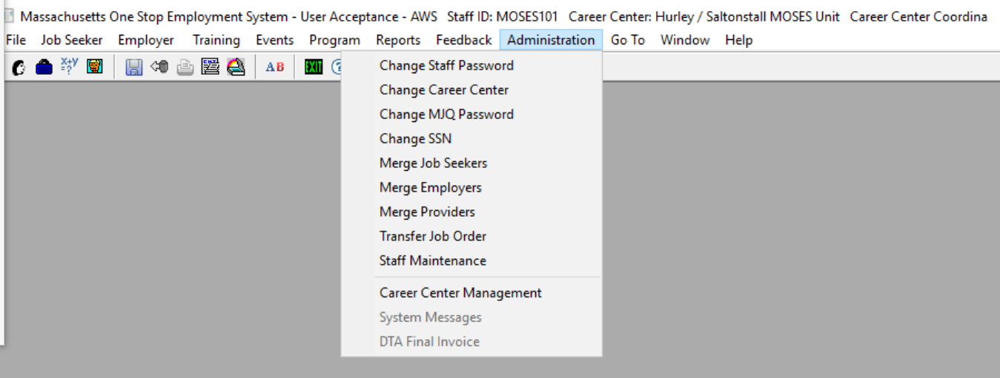 Massachusetts One Stop Employment System - User Acceptance - AWS Staff ID: MOSES101 Career Center: Hurley / Saltonstall MOSES Unit Career Center Coordina
File Job Seeker Employer Training Events Program Reports Feedback Administration Go To Window Help
X+Y =? AB EXIT ?
Change Staff Password
Change Career Center
Change MJQ Password
Change SSN
Merge Job Seekers
Merge Employers
Merge Providers
Transfer Job Order
Staff Maintenance
Career Center Management
System Messages
DTA Final Invoice